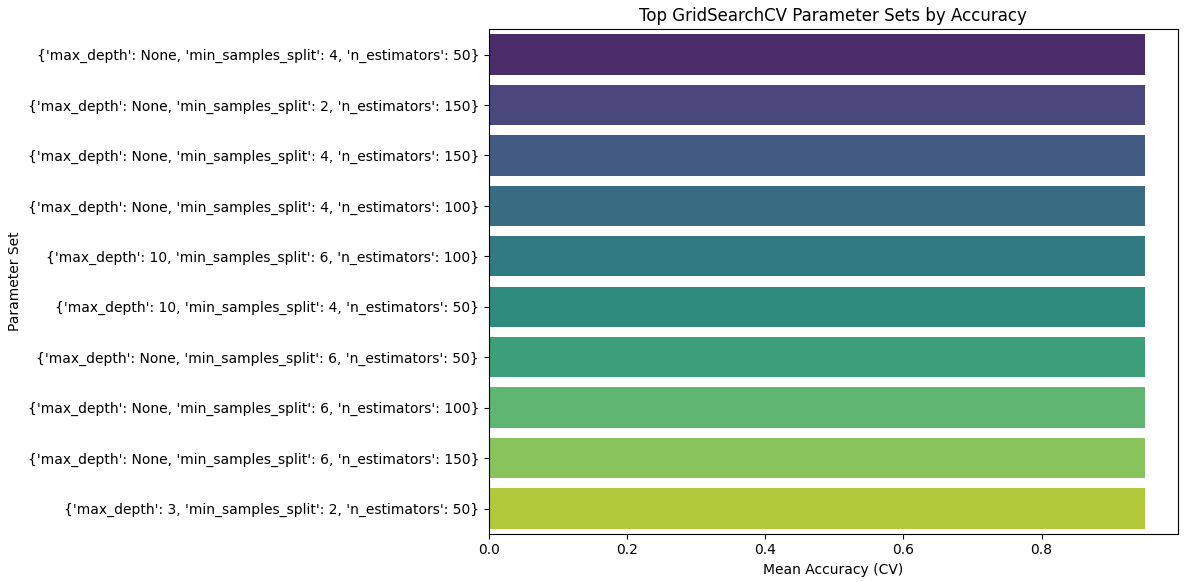 Top GridSearchCV Parameter Sets by Accuracy
Parameter Set
{'max_depth': None, 'min_samples_split': 4, 'n_estimators': 50}
{'max_depth': None, 'min_samples_split': 2, 'n_estimators': 150}
{'max_depth': None, 'min_samples_split': 4, 'n_estimators': 150}
{'max_depth': None, 'min_samples_split': 4, 'n_estimators': 100}
{'max_depth': 10, 'min_samples_split': 6, 'n_estimators': 100}
{'max_depth': 10, 'min_samples_split': 4, 'n_estimators': 50}
{'max_depth': None, 'min_samples_split': 6, 'n_estimators': 50}
{'max_depth': None, 'min_samples_split': 6, 'n_estimators': 100}
{'max_depth': None, 'min_samples_split': 6, 'n_estimators': 150}
{'max_depth': 3, 'min_samples_split': 2, 'n_estimators': 50}
0.0 0.2 0.4 0.6 0.8
Mean Accuracy (CV)